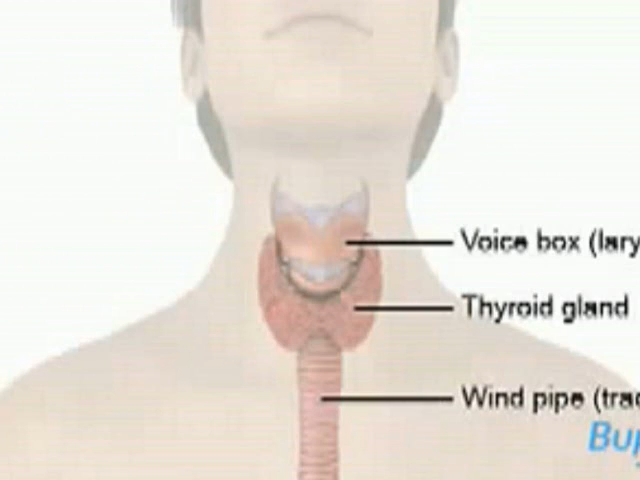 Voice box (lary
Thyroid gland
Wind pipe (trac
Bup